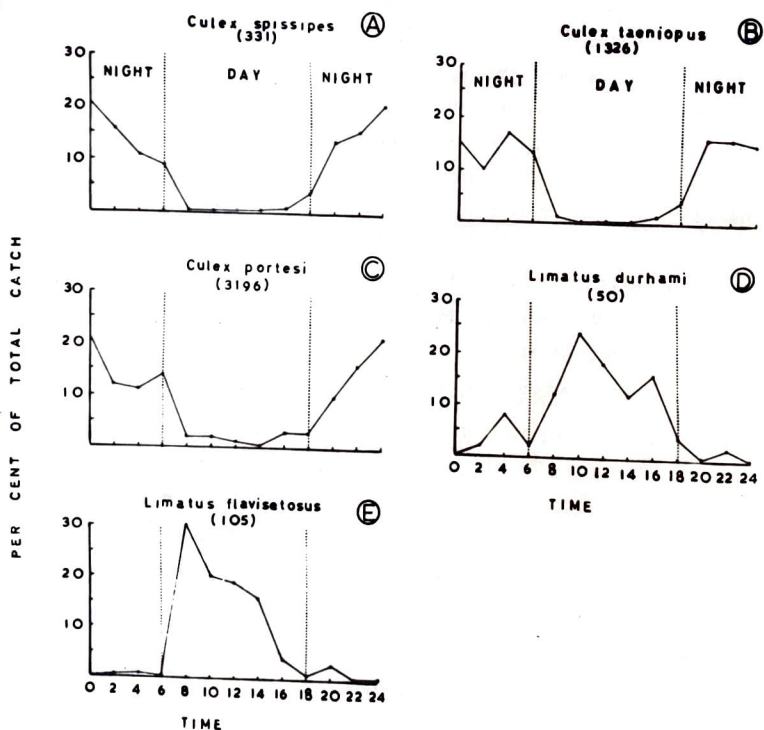 Culex spissipes
(331)
A
30
20
10
NIGHT
DAY
NIGHT
Culex taeniopus
(1326)
B
30
20
10
NIGHT
DAY
NIGHT
PER CENT OF TOTAL CATCH
Culex portesi
(3196)
C
30
20
10
Limatus durhami
(50)
D
30
20
10
0 2 4 6 8 10 12 14 16 18 20 22 24
TIME
Limatus flavisetosus
(105)
E
30
20
10
0 2 4 6 8 10 12 14 16 18 20 22 24
TIME